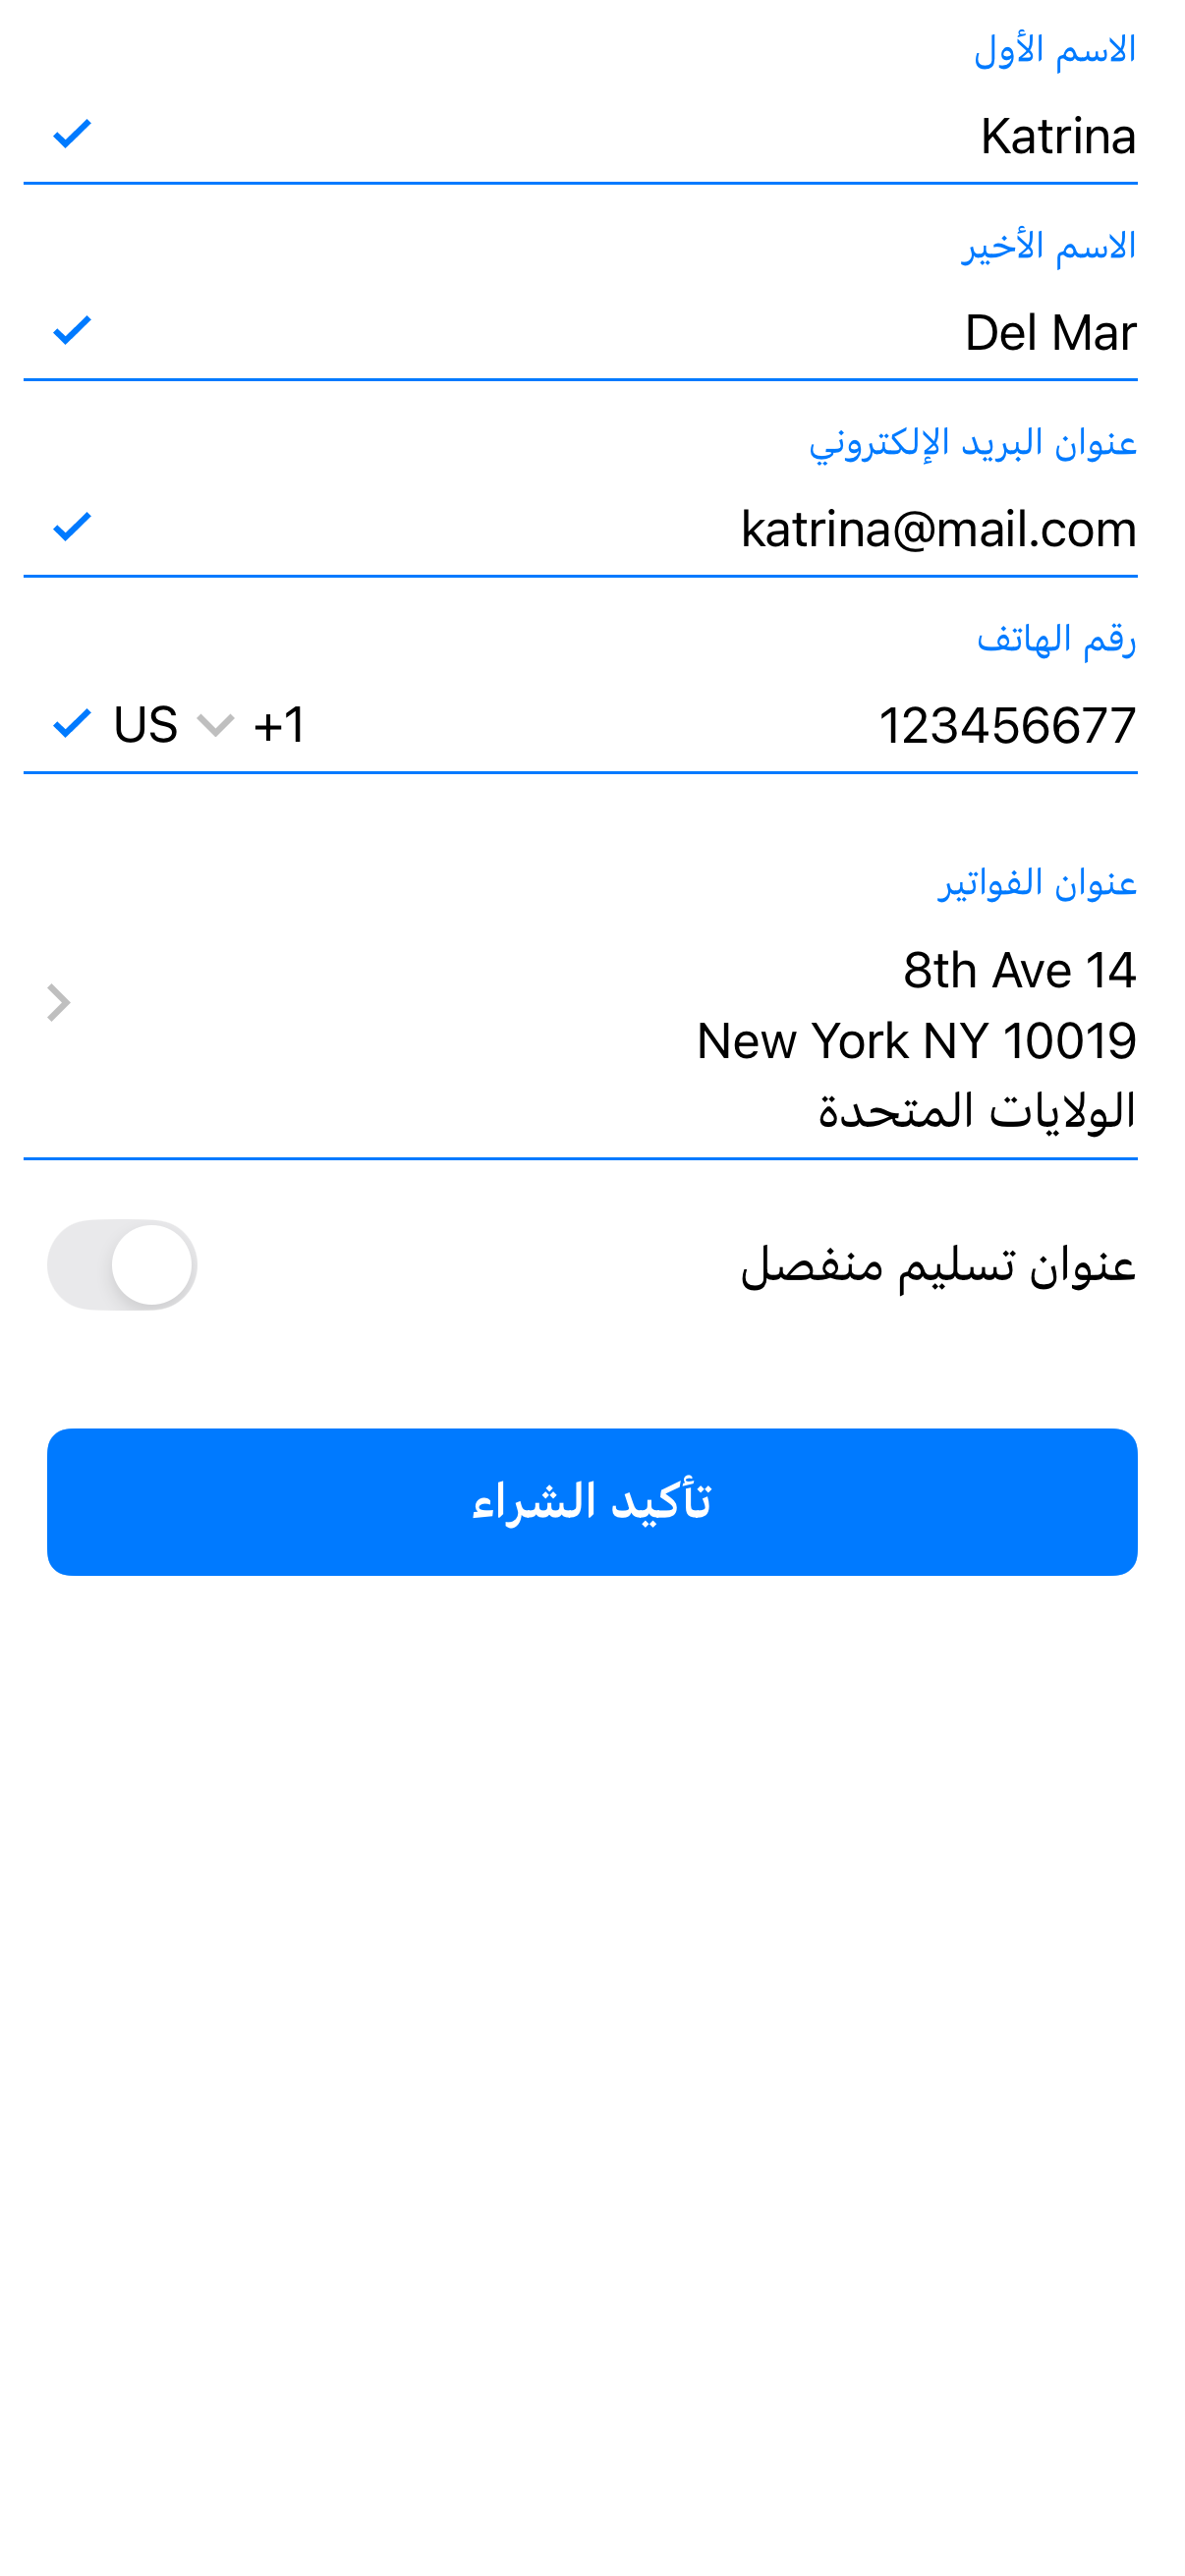 الاسم الأول
Katrina
الاسم الأخير
Del Mar
عنوان البريد الإلكتروني
katrina@mail.com
رقم الهاتف
123456677
US +1
عنوان الفواتير
8th Ave 14
New York NY 10019
الولايات المتحدة
عنوان تسليم منفصل
تأكيد الشراء